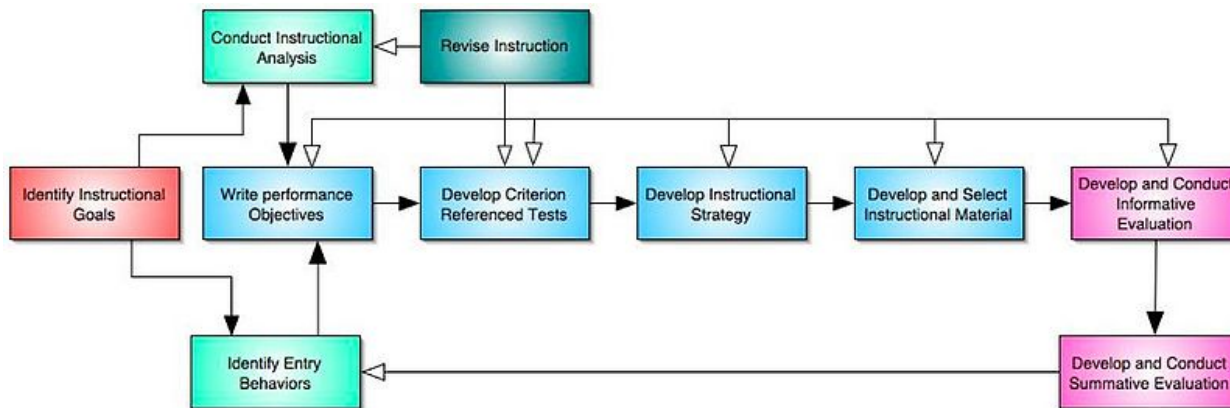 Conduct Instructional
Analysis
Revise Instruction
Identify Instructional
Goals
Write performance
Objectives
Develop Criterion
Referenced Tests
Develop Instructional
Strategy
Develop and Select
Instructional Material
Develop and Conduct
Informative
Evaluation
Identify Entry
Behaviors
Develop and Conduct
Summative Evaluation